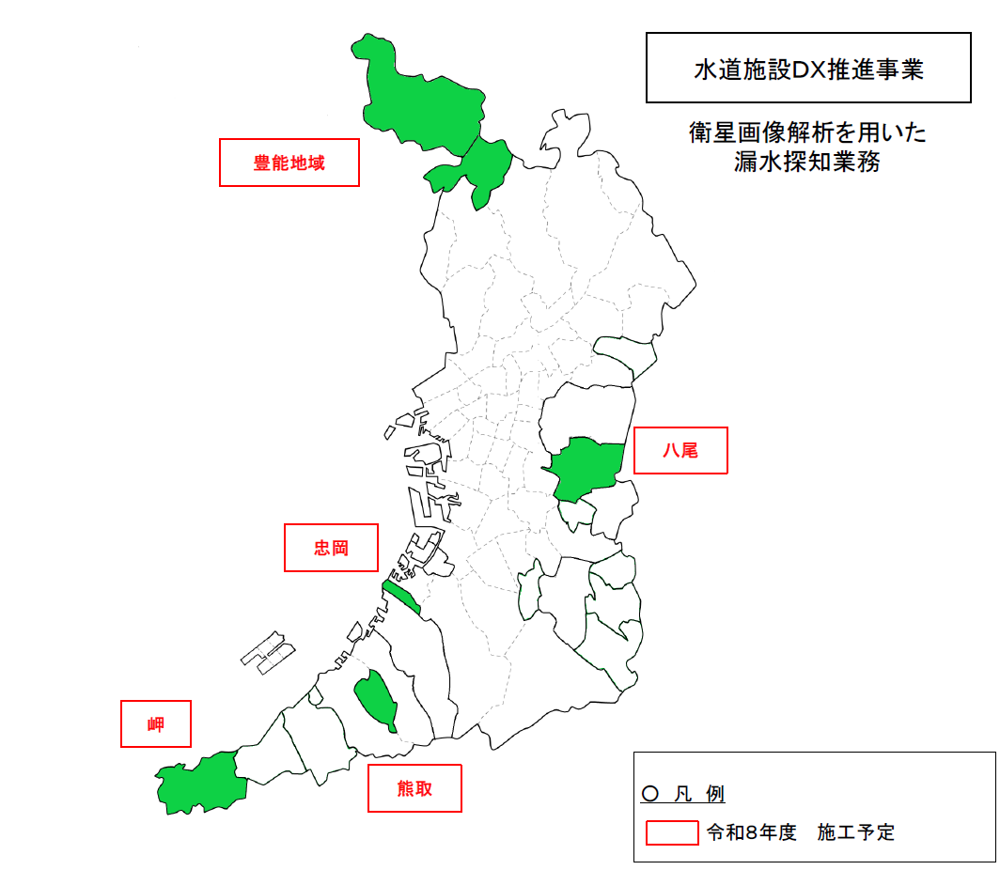 水道施設DX推進事業
衛星画像解析を用いた
漏水探知業務
豊能地域
八尾
忠岡
岬
熊取
〇 凡 例
令和8年度 施工予定